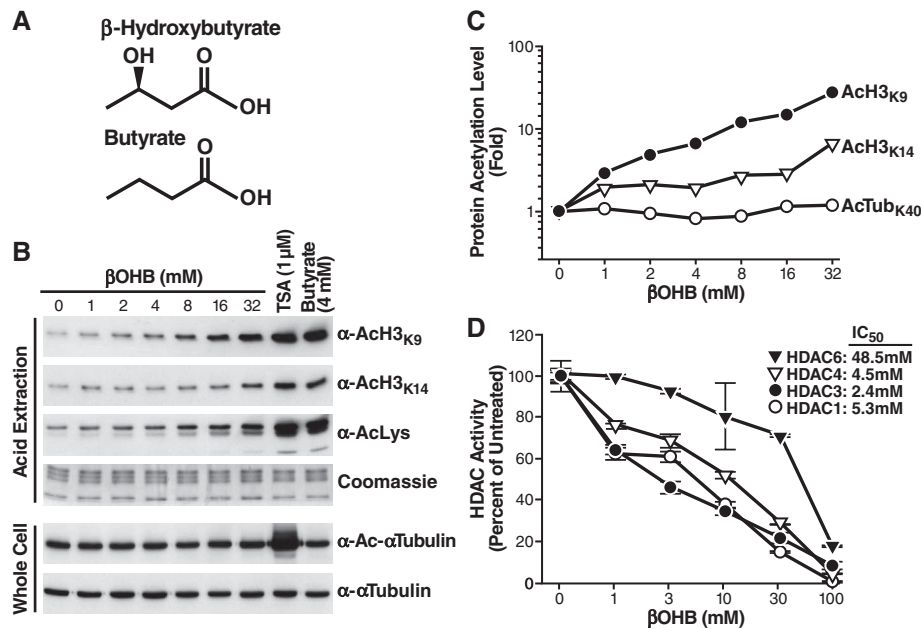 A
β-Hydroxybutyrate
OH
O
OH
Butyrate
O
OH
B
βOHB (mM)
0 1 2 4 8 16 32
TSA (1 µM)
Butyrate
(4 mM)
Acid Extraction
α-AcH3K9
α-AcH3K14
α-AcLys
Coomassie
Whole Cell
α-Ac-αTubulin
α-αTubulin
C
Protein Acetylation Level
(Fold)
100
10
1
AcH3K9
AcH3K14
AcTubK40
0 1 2 4 8 16 32
βOHB (mM)
D
HDAC Activity
(Percent of Untreated)
120
100
80
60
40
20
0
IC50
HDAC6: 48.5mM
HDAC4: 4.5mM
HDAC3: 2.4mM
HDAC1: 5.3mM
0 1 3 10 30 100
βOHB (mM)